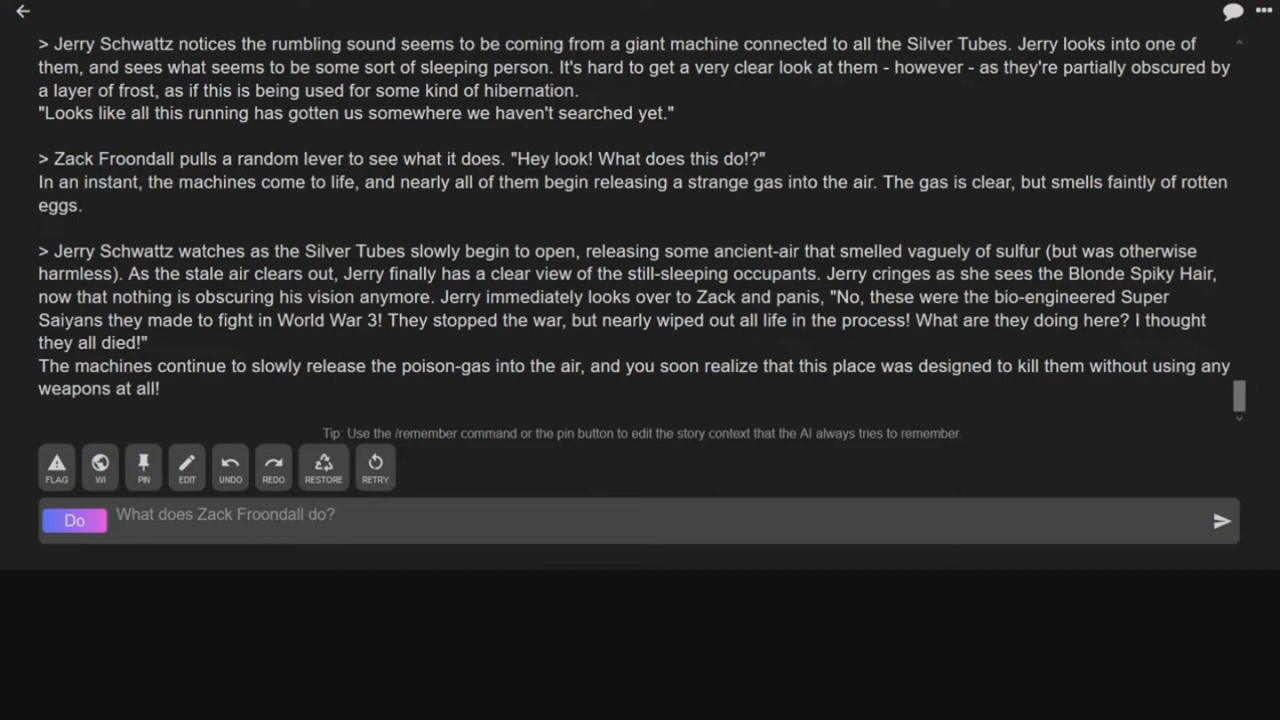 > Jerry Schwattz notices the rumbling sound seems to be coming from a giant machine connected to all the Silver Tubes. Jerry looks into one of
them, and sees what seems to be some sort of sleeping person. It's hard to get a very clear look at them - however - as they're partially obscured by
a layer of frost, as if this is being used for some kind of hibernation.
"Looks like all this running has gotten us somewhere we haven't searched yet."
> Zack Froondall pulls a random lever to see what it does. "Hey look! What does this do!?"
In an instant, the machines come to life, and nearly all of them begin releasing a strange gas into the air. The gas is clear, but smells faintly of rotten
eggs.
> Jerry Schwattz watches as the Silver Tubes slowly begin to open, releasing some ancient-air that smelled vaguely of sulfur (but was otherwise
harmless). As the stale air clears out, Jerry finally has a clear view of the still-sleeping occupants. Jerry cringes as she sees the Blonde Spiky Hair,
now that nothing is obscuring his vision anymore. Jerry immediately looks over to Zack and panis, "No, these were the bio-engineered Super
Saiyans they made to fight in World War 3! They stopped the war, but nearly wiped out all life in the process! What are they doing here? I thought
they all died!"
The machines continue to slowly release the poison-gas into the air, and you soon realize that this place was designed to kill them without using any
weapons at all!
Tip: Use the /remember command or the pin button to edit the story context that the AI always tries to remember.
FLAG WI PIN EDIT UNDO REDO RESTORE RETRY
Do What does Zack Froondall do?